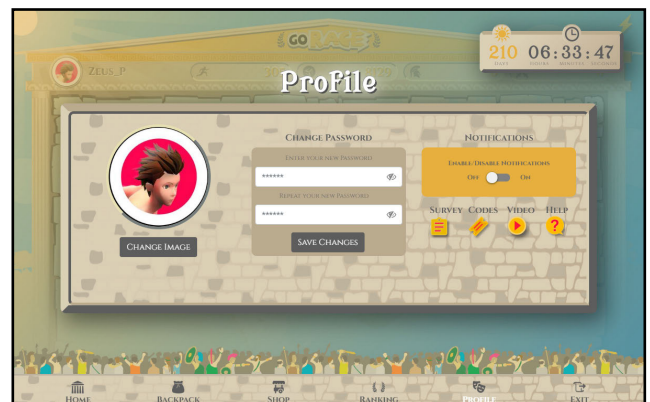 GO RACE
210 06:33:47
DAYS HOURS MINUTES SECONDS
ZEUS_P
Profile
CHANGE PASSWORD
ENTER YOUR NEW PASSWORD
******
REPEAT YOUR NEW PASSWORD
******
SAVE CHANGES
CHANGE IMAGE
NOTIFICATIONS
ENABLE/DISABLE NOTIFICATIONS
OFF ON
SURVEY CODES VIDEO HELP
?
HOME BACKPACK SHOP RANKING PROFILE EXIT